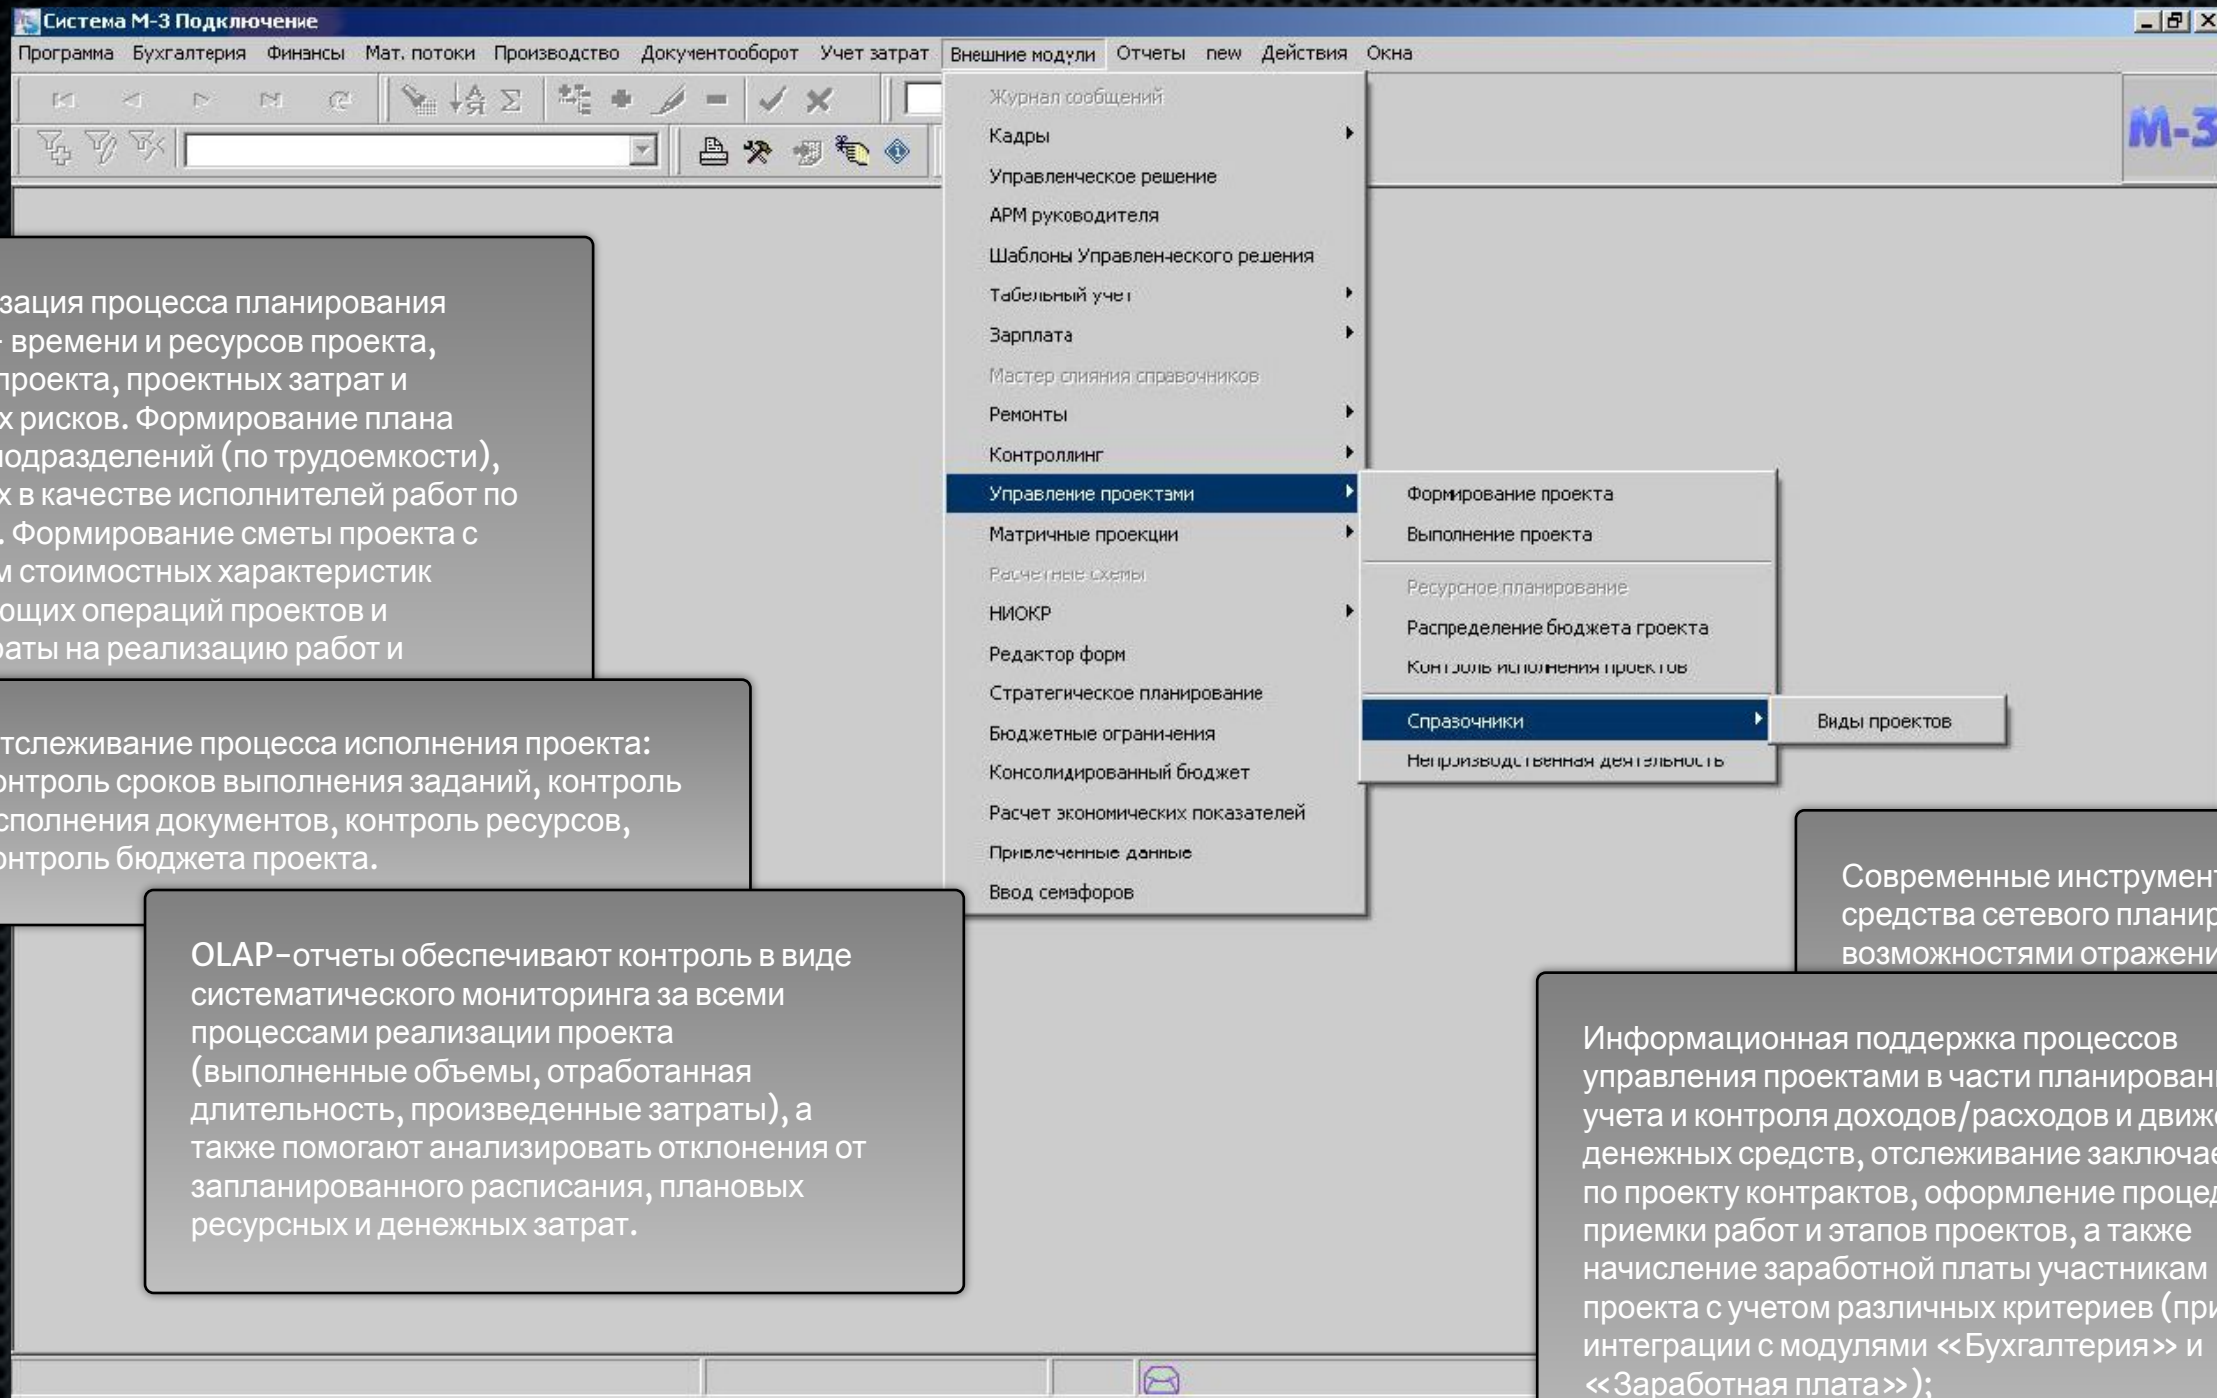 Система М-3 Подключение
Программа Бухгалтерия Финансы Мат. потоки Производство Документооборот Учет затрат Внешние модули Отчеты new Действия Окна
М-3
Журнал сообщений
Кадры
Управленческое решение
АРМ руководителя
Шаблоны Управленческого решения
Табельный учет
Зарплата
Мастер слияния справочников
Ремонты
Контроллинг
Управление проектами
Матричные проекции
Расчетные схемы
НИОКР
Редактор форм
Стратегическое планирование
Бюджетные ограничения
Консолидированный бюджет
Расчет экономических показателей
Привлеченные данные
Ввод семафоров
Формирование проекта
Выполнение проекта
Ресурсное планирование
Распределение бюджета проекта
Контроль исполнения проектов
Справочники
Непроизводственная деятельность
Виды проектов
зация процесса планирования
- времени и ресурсов проекта,
проекта, проектных затрат и
х рисков. Формирование плана
подразделений (по трудоемкости),
х в качестве исполнителей работ по
. Формирование сметы проекта с
м стоимостных характеристик
ющих операций проектов и
раты на реализацию работ и
тслеживание процесса исполнения проекта:
онтроль сроков выполнения заданий, контроль
сполнения документов, контроль ресурсов,
онтроль бюджета проекта.
OLAP-отчеты обеспечивают контроль в виде
систематического мониторинга за всеми
процессами реализации проекта
(выполненные объемы, отработанная
длительность, произведенные затраты), а
также помогают анализировать отклонения от
запланированного расписания, плановых
ресурсных и денежных затрат.
Современные инструмент
средства сетевого планир
возможностями отражени
Информационная поддержка процессов
управления проектами в части планирован
учета и контроля доходов/расходов и движе
денежных средств, отслеживание заключае
по проекту контрактов, оформление процед
приемки работ и этапов проектов, а также
начисление заработной платы участникам
проекта с учетом различных критериев (при
интеграции с модулями «Бухгалтерия» и
«Заработная плата»);